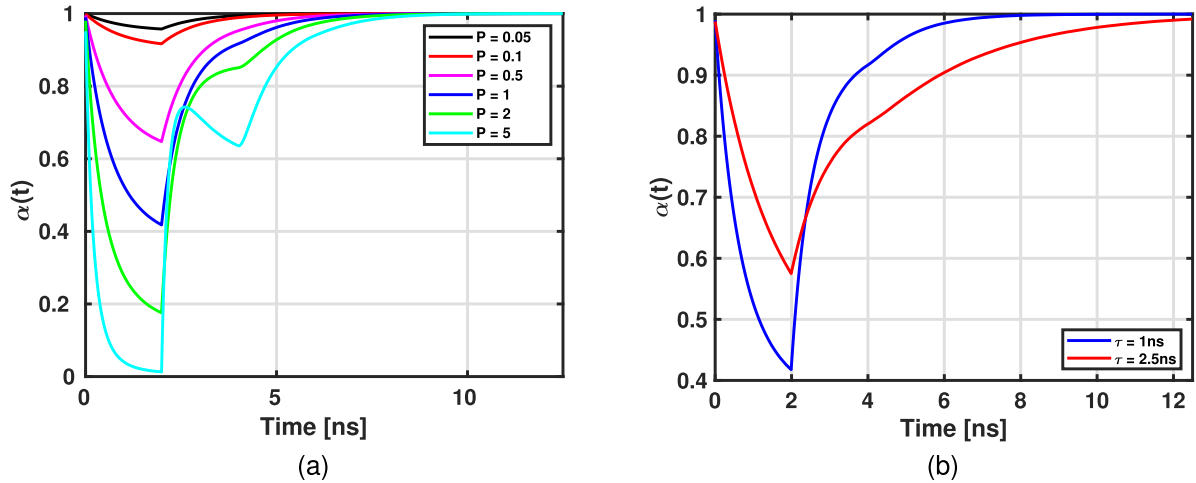 1
0.8
0.6
0.4
0.2
0
α(t)
P = 0.05
P = 0.1
P = 0.5
P = 1
P = 2
P = 5
0
5
10
Time [ns]
(a)
1
0.9
0.8
0.7
0.6
0.5
0.4
α(t)
τ = 1ns
τ = 2.5ns
0
2
4
6
8
10
12
Time [ns]
(b)